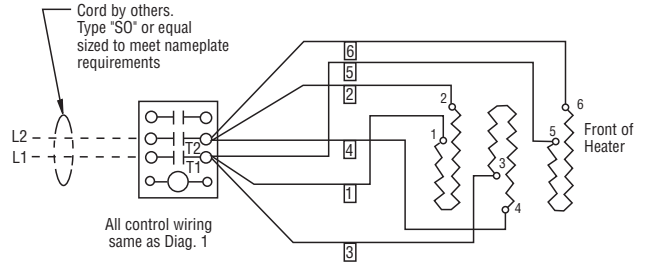 Cord by others.
Type "SO" or equal
sized to meet nameplate
requirements
L2
L1
T2
T1
All control wiring
same as Diag. 1
6
5
2
4
1
3
2
1
3
4
5
6
Front of
Heater